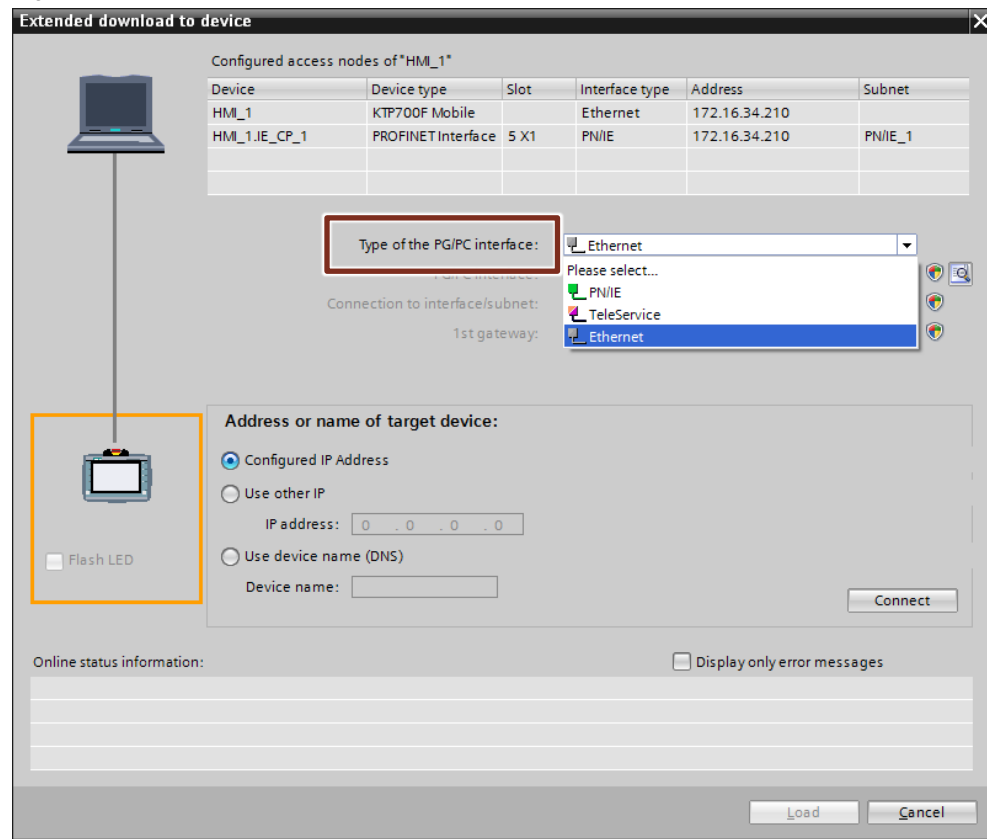 Extended download to device
Configured access nodes of "HMI_1"
Device Device type Slot Interface type Address Subnet
HMI_1 KTP700F Mobile Ethernet 172.16.34.210
HMI_1.IE_CP_1 PROFINET Interface 5 X1 PN/IE 172.16.34.210 PN/IE_1
Type of the PG/PC interface: Ethernet
Please select...
PN/IE
Connection to interface/subnet: TeleService
1st gateway: Ethernet
Address or name of target device:
Configured IP Address
Use other IP
IP address: 0 . 0 . 0 . 0
Flash LED
Use device name (DNS)
Device name:
Connect
Online status information: Display only error messages
Load Cancel